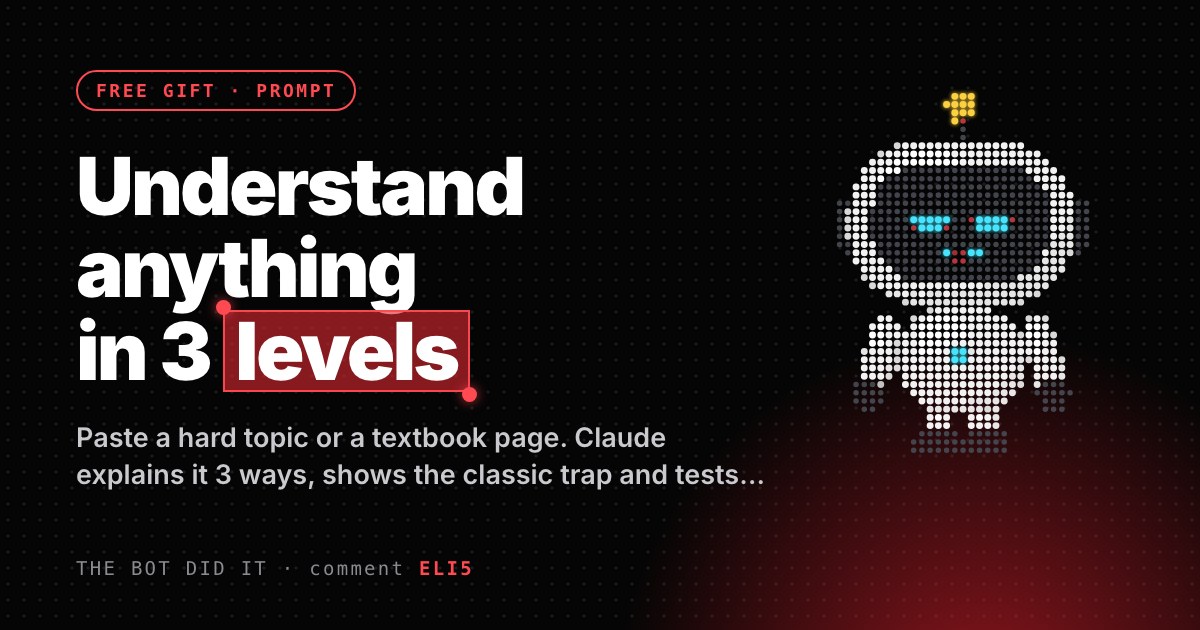 FREE GIFT · PROMPT
Understand
anything
in 3 levels
Paste a hard topic or a textbook page. Claude
explains it 3 ways, shows the classic trap and tests…
THE BOT DID IT · comment ELI5